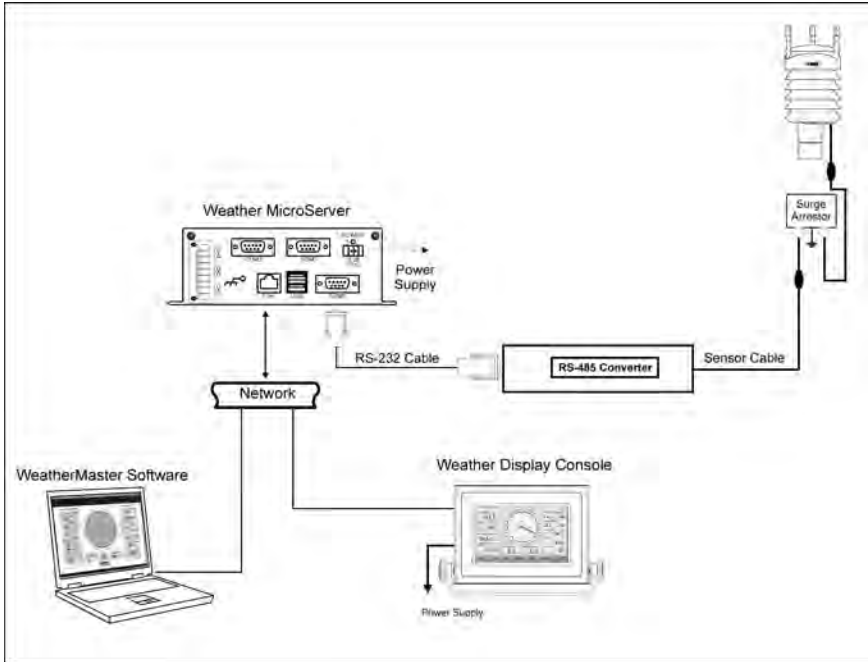 Surge
Arrestor
Weather MicroServer
Power
Supply
RS-232 Cable
RS-485 Converter
Sensor Cable
Network
WeatherMaster Software
Weather Display Console
Power Supply